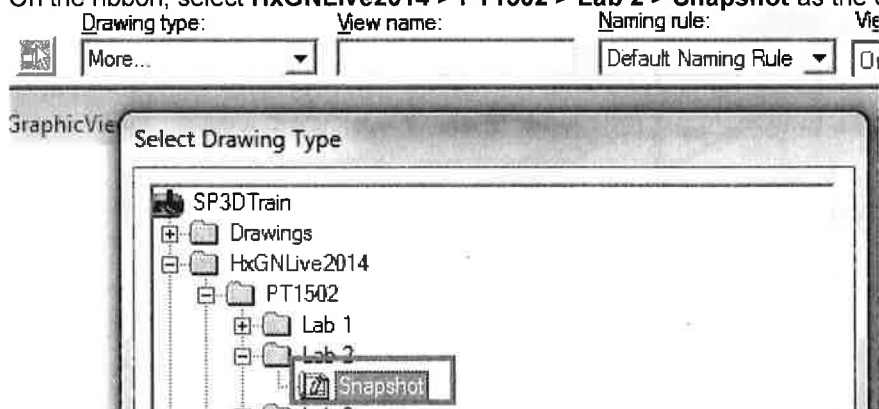 On the ribbon, select HxGNLive2014 > PT1502 > Lab 2 > Snapshot as the
Drawing type: View name: Naming rule:
More... Default Naming Rule
GraphicVie
Select Drawing Type
SP3DTrain
Drawings
HxGNLive2014
PT1502
Lab 1
Lab 2
Snapshot